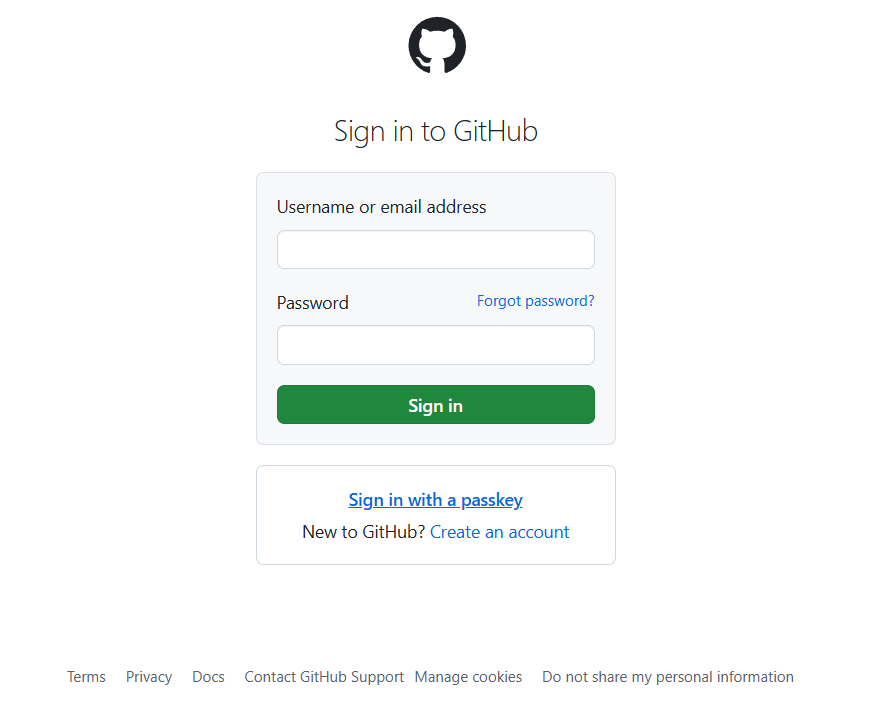 Sign in to GitHub
Username or email address
Password Forgot password?
Sign in
Sign in with a passkey
New to GitHub? Create an account
Terms Privacy Docs Contact GitHub Support Manage cookies Do not share my personal information